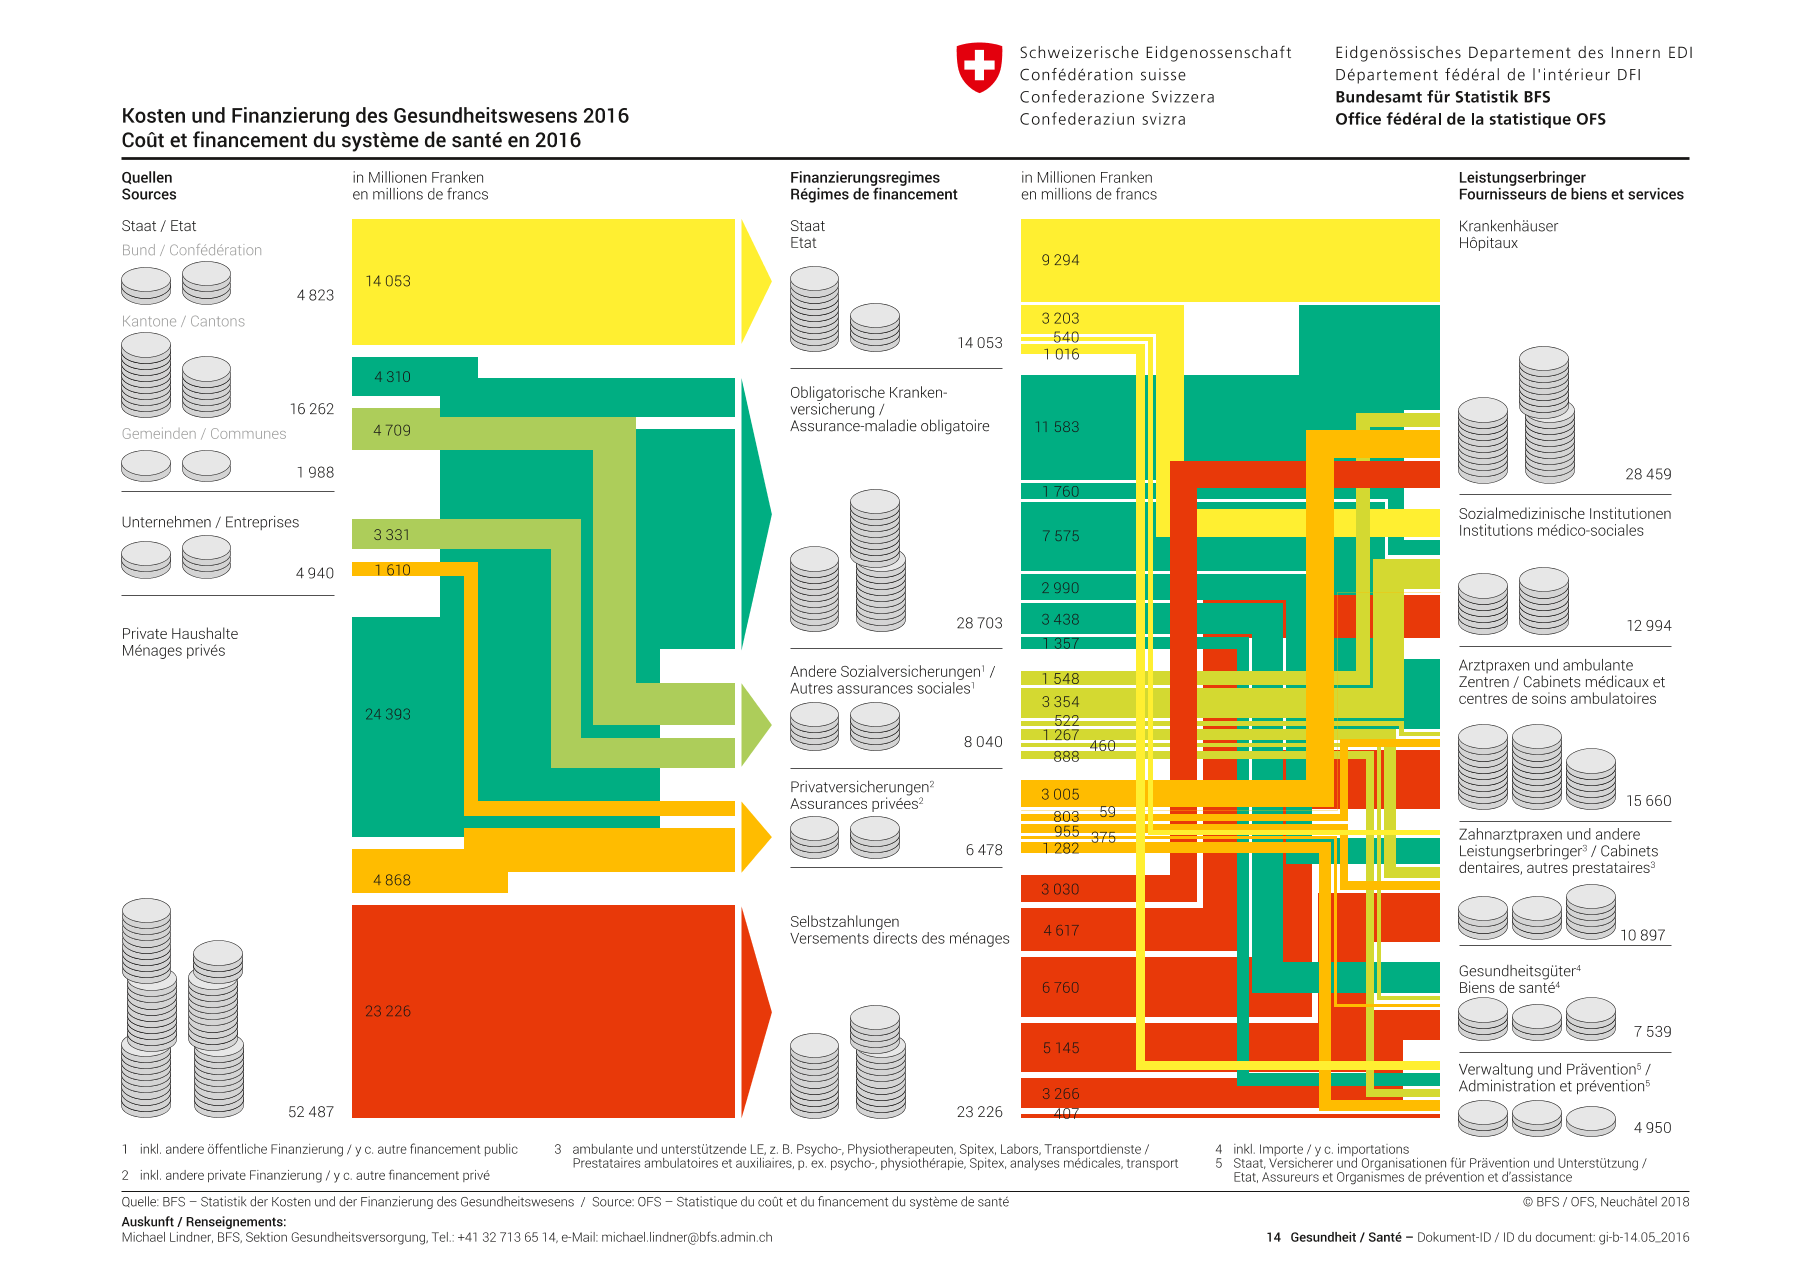 Schweizerische Eidgenossenschaft
Confédération suisse
Confederazione Svizzera
Confederaziun svizra
Eidgenössisches Departement des Innern EDI
Département fédéral de l'intérieur DFI
Bundesamt für Statistik BFS
Office fédéral de la statistique OFS
Kosten und Finanzierung des Gesundheitswesens 2016
Coût et financement du système de santé en 2016
Quellen
Sources
in Millionen Franken
en millions de francs
Finanzierungsregimes
Régimes de financement
in Millionen Franken
en millions de francs
Leistungserbringer
Fournisseurs de biens et services
Staat / Etat
Bund / Confédération
4 823
Kantone / Cantons
16 262
Gemeinden / Communes
1 988
Unternehmen / Entreprises
4 940
Private Haushalte
Ménages privés
52 487
14 053
4 310
4 709
3 331
1 610
24 393
4 868
23 226
Staat
Etat
14 053
Obligatorische Kranken-
versicherung /
Assurance-maladie obligatoire
28 703
Andere Sozialversicherungen1 /
Autres assurances sociales1
8 040
Privatversicherungen2
Assurances privées2
6 478
Selbstzahlungen
Versements directs des ménages
23 226
9 294
3 203
540
1 016
11 583
1 760
7 575
2 990
3 438
1 357
1 548
3 354
522
1 267
460
888
3 005
59
803
955
375
1 282
3 030
4 617
6 760
5 145
3 266
407
Krankenhäuser
Hôpitaux
28 459
Sozialmedizinische Institutionen
Institutions médico-sociales
12 994
Arztpraxen und ambulante
Zentren / Cabinets médicaux et
centres de soins ambulatoires
15 660
Zahnarztpraxen und andere
Leistungserbringer3 / Cabinets
dentaires, autres prestataires3
10 897
Gesundheitsgüter4
Biens de santé4
7 539
Verwaltung und Prävention5 /
Administration et prévention5
4 950
1 inkl. andere öffentliche Finanzierung / y c. autre financement public
2 inkl. andere private Finanzierung / y c. autre financement privé
3 ambulante und unterstützende LE, z. B. Psycho-, Physiotherapeuten, Spitex, Labors, Transportdienste /
Prestataires ambulatoires et auxiliaires, p. ex. psycho-, physiothérapie, Spitex, analyses médicales, transport
4 inkl. Importe / y c. importations
5 Staat, Versicherer und Organisationen für Prävention und Unterstützung /
Etat, Assureurs et Organismes de prévention et d'assistance
Quelle: BFS – Statistik der Kosten und der Finanzierung des Gesundheitswesens / Source: OFS – Statistique du coût et du financement du système de santé
© BFS / OFS, Neuchâtel 2018
Auskunft / Renseignements:
Michael Lindner, BFS, Sektion Gesundheitsversorgung, Tel.: +41 32 713 65 14, e-Mail: michael.lindner@bfs.admin.ch
14 Gesundheit / Santé – Dokument-ID / ID du document: gi-b-14.05_2016